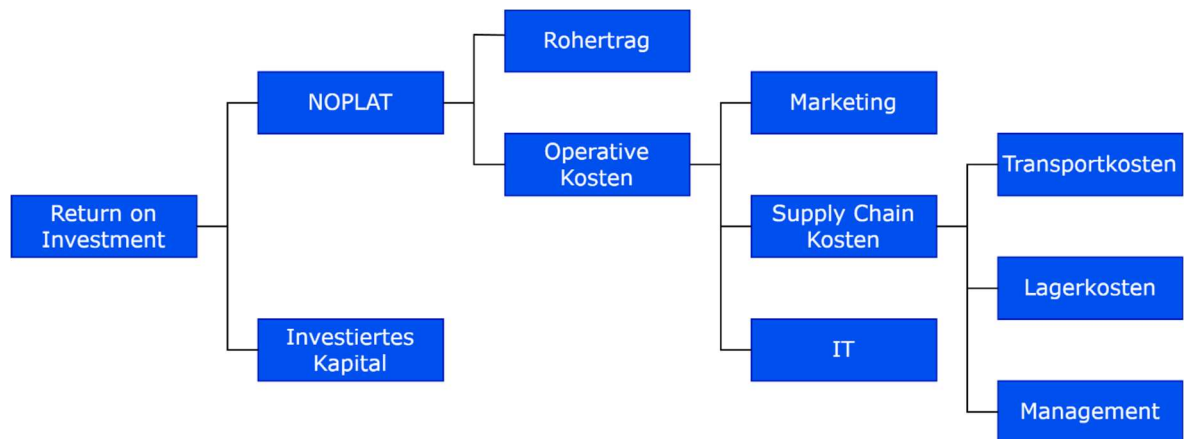 Rohertrag
NOPLAT
Marketing
Operative
Kosten
Transportkosten
Return on
Investment
Supply Chain
Kosten
Lagerkosten
Investiertes
Kapital
IT
Management